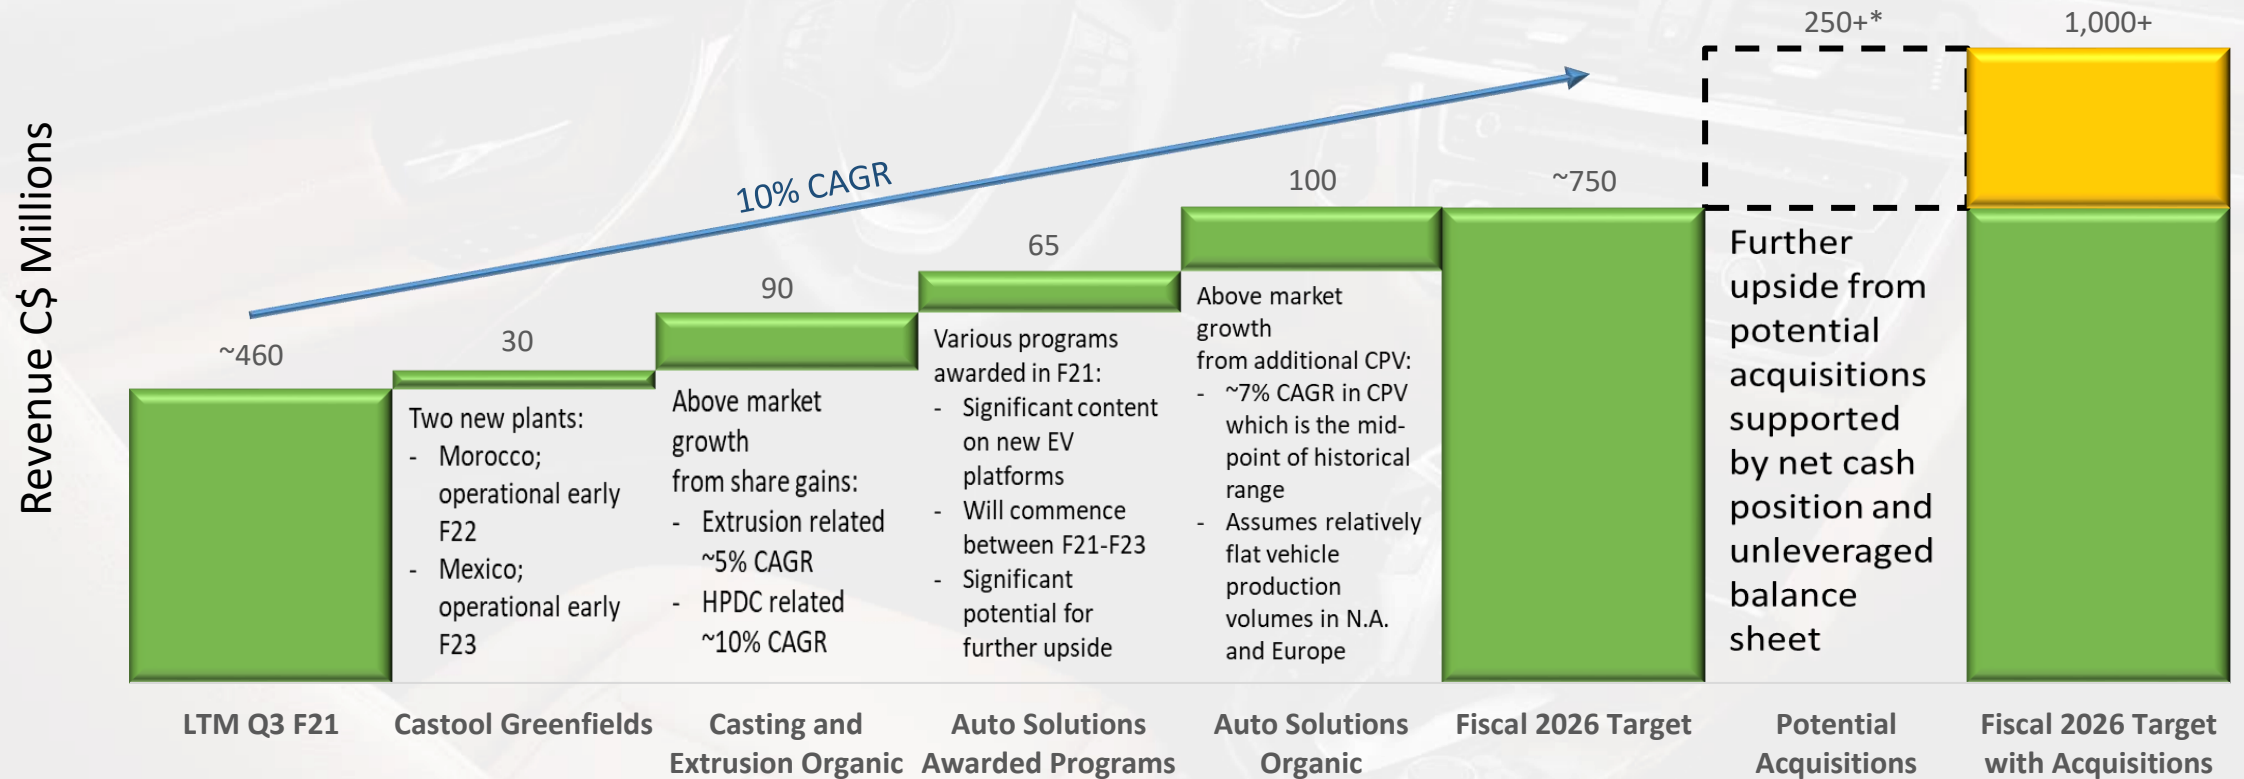 Revenue C$ Millions
10% CAGR
~460
LTM Q3 F21
30
Two new plants:
- Morocco;
operational early
F22
- Mexico;
operational early
F23
Castool Greenfields
90
Above market
growth
from share gains:
- Extrusion related
~5% CAGR
- HPDC related
~10% CAGR
Casting and
Extrusion Organic
65
Various programs
awarded in F21:
- Significant content
on new EV
platforms
- Will commence
between F21-F23
- Significant
potential for
further upside
Auto Solutions
Awarded Programs
100
Above market
growth
from additional CPV:
- ~7% CAGR in CPV
which is the mid-
point of historical
range
- Assumes relatively
flat vehicle
production
volumes in N.A.
and Europe
Auto Solutions
Organic
~750
Fiscal 2026 Target
250+*
Further
upside from
potential
acquisitions
supported
by net cash
position and
unleveraged
balance
sheet
Potential
Acquisitions
1,000+
Fiscal 2026 Target
with Acquisitions